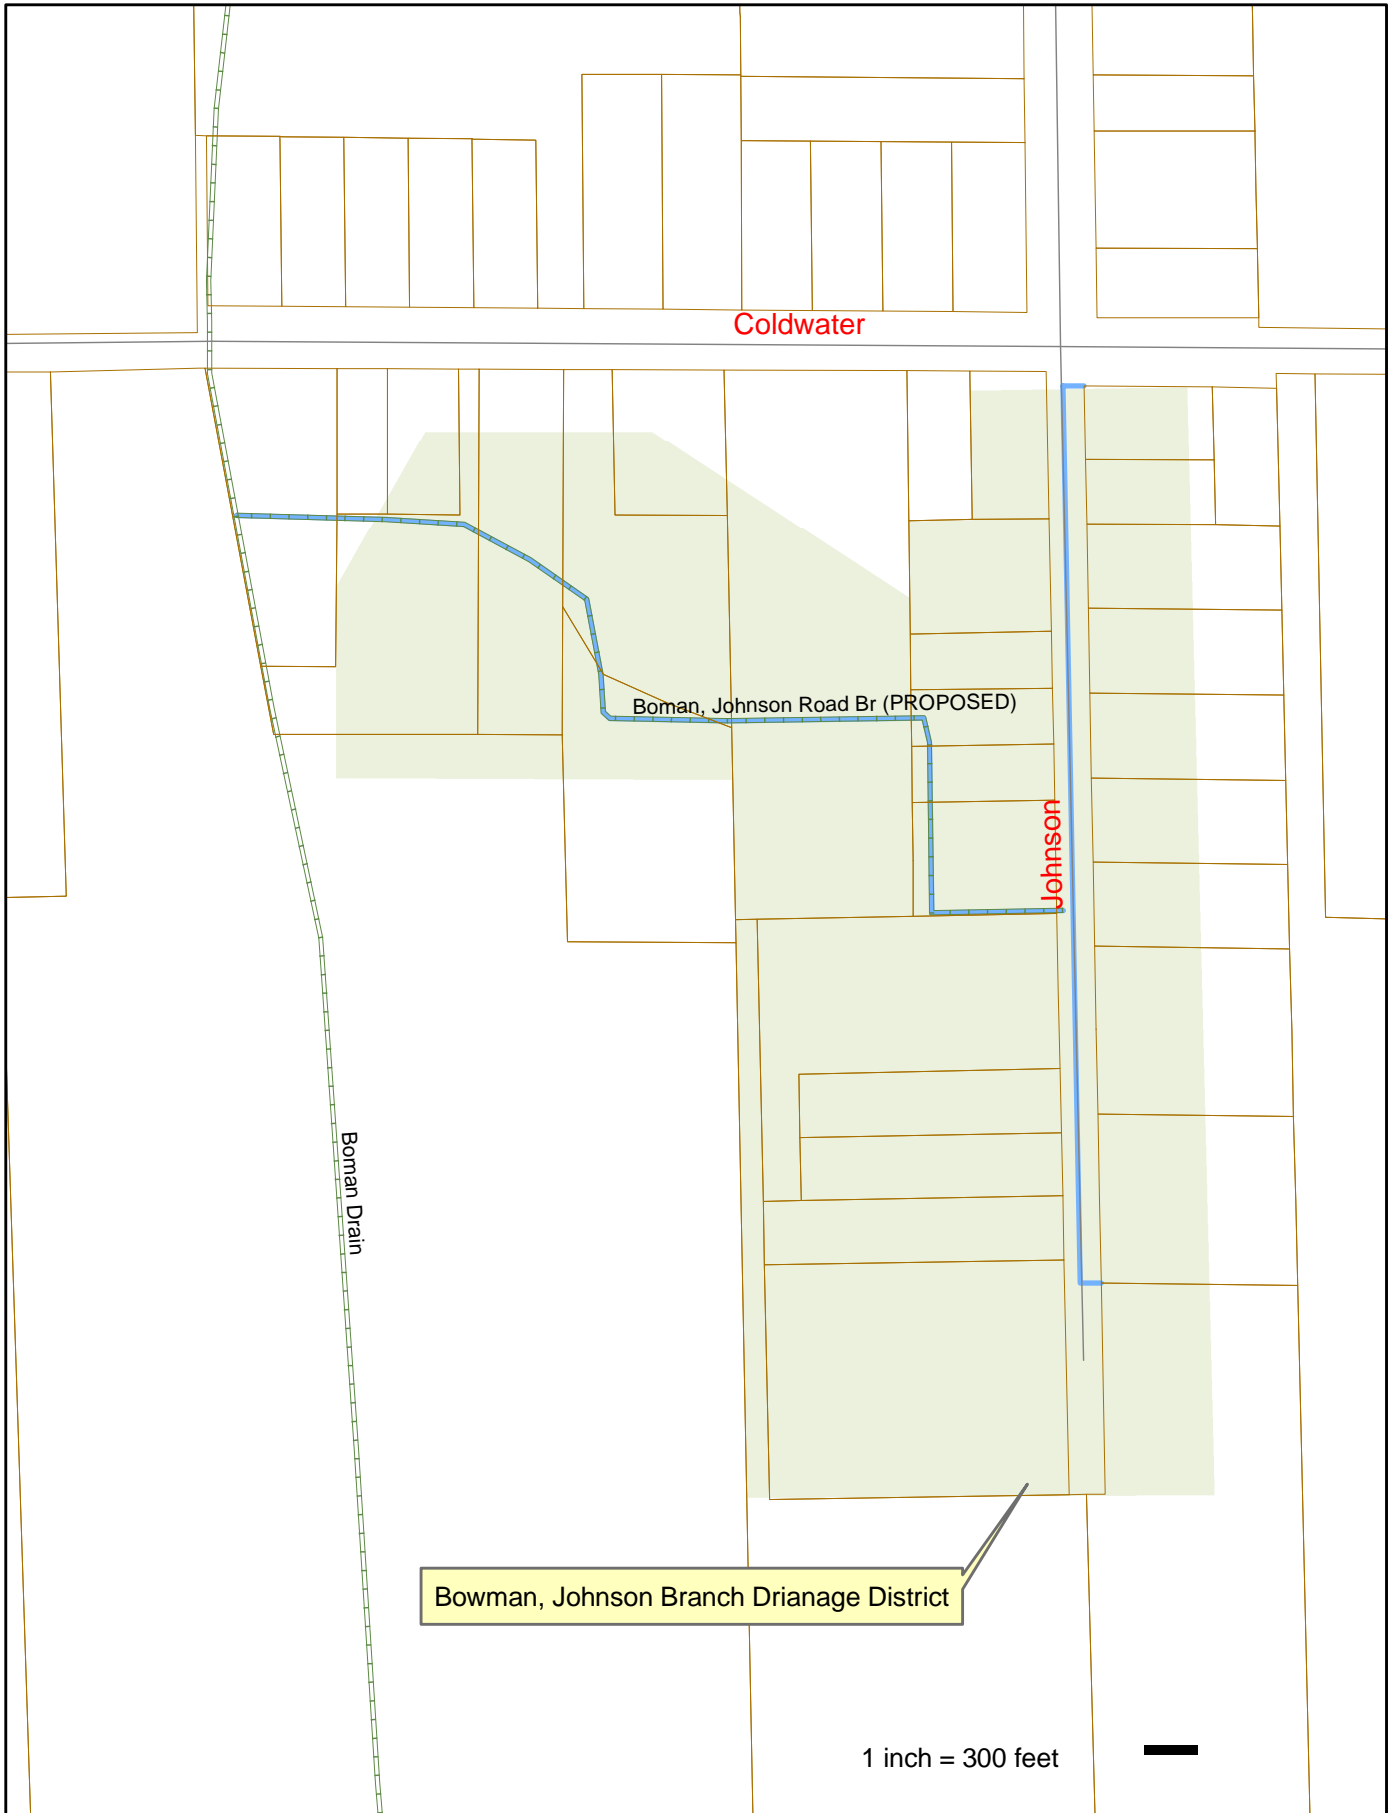 Coldwater
Boman, Johnson Road Br (PROPOSED)
Johnson
Boman Drain
Bowman, Johnson Branch Drianage District
1 inch = 300 feet